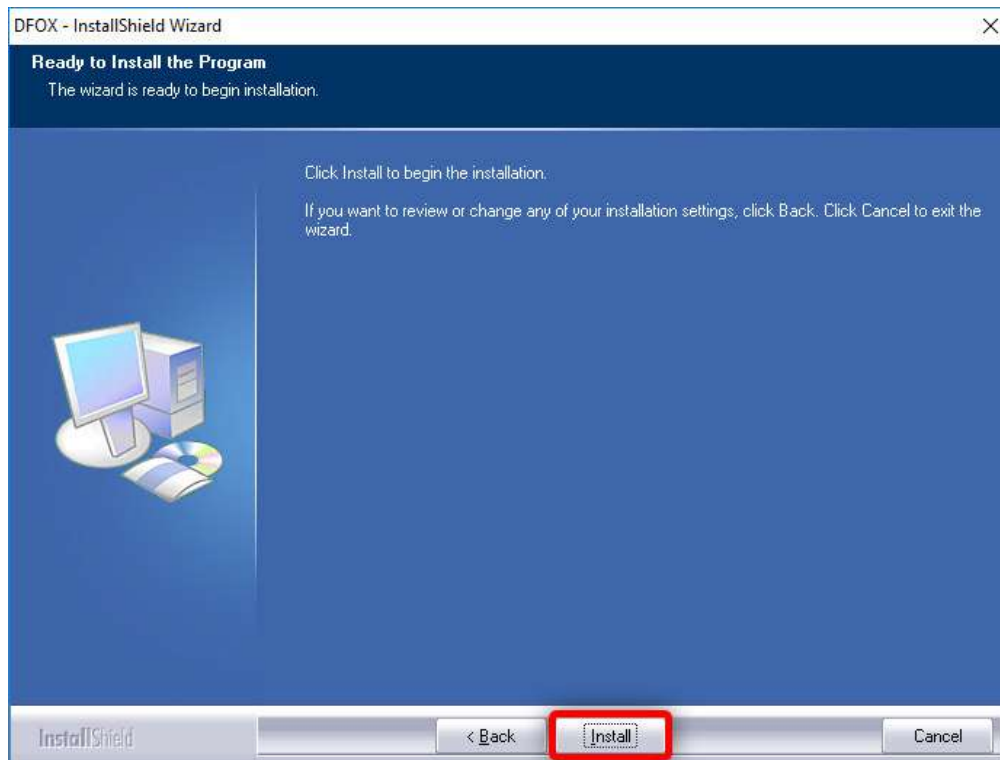 DFOX - InstallShield Wizard
Ready to Install the Program
The wizard is ready to begin installation.
Click Install to begin the installation.
If you want to review or change any of your installation settings, click Back. Click Cancel to exit the
wizard.
InstallShield
< Back
Install
Cancel